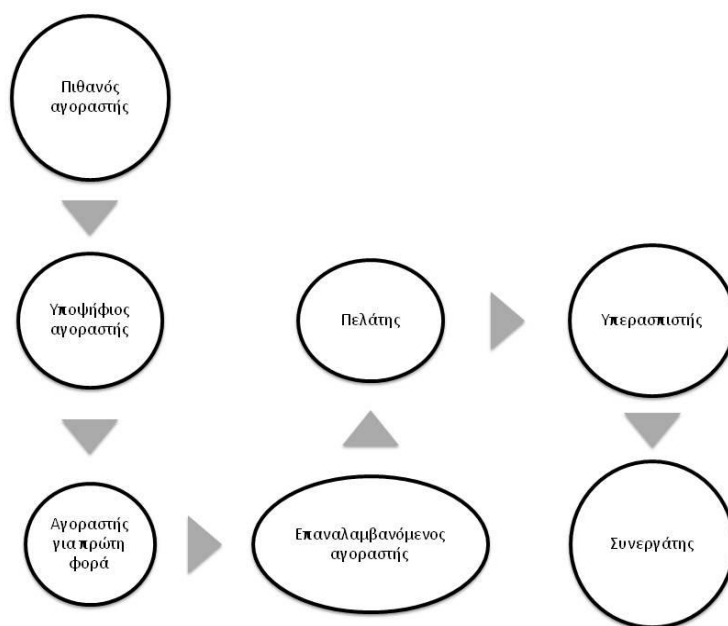 Πιθανός
αγοραστής
Υποψήφιος
αγοραστής
Αγοραστής
για πρώτη
φορά
Επαναλαμβανόμενος
αγοραστής
Πελάτης
Υπερασπιστής
Συνεργάτης